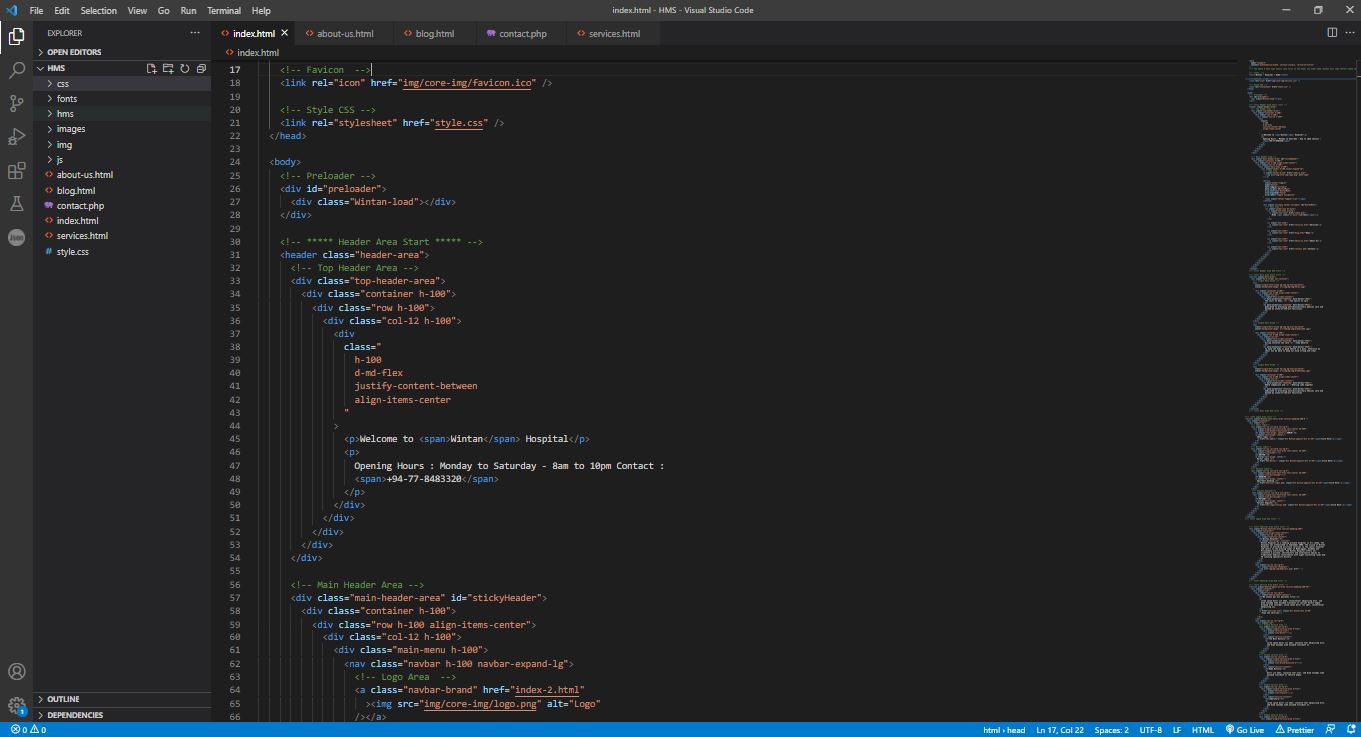 File Edit Selection View Go Run Terminal Help
index.html - HMS - Visual Studio Code
EXPLORER
OPEN EDITORS
HMS
css
fonts
hms
images
img
js
about-us.html
blog.html
contact.php
index.html
services.html
style.css
OUTLINE
DEPENDENCIES
index.html about-us.html blog.html contact.php services.html
index.html
17 <!-- Favicon  -->
18 <link rel="icon" href="img/core-img/favicon.ico" />
19
20 <!-- Style CSS -->
21 <link rel="stylesheet" href="style.css" />
22 </head>
23
24 <body>
25 <!-- Preloader -->
26 <div id="preloader">
27 <div class="Wintan-load"></div>
28 </div>
29
30 <!-- ***** Header Area Start ***** -->
31 <header class="header-area">
32 <!-- Top Header Area -->
33 <div class="top-header-area">
34 <div class="container h-100">
35 <div class="row h-100">
36 <div class="col-12 h-100">
37 <div
38 class="
39 h-100
40 d-md-flex
41 justify-content-between
42 align-items-center
43 "
44 >
45 <p>Welcome to <span>Wintan</span> Hospital</p>
46 <p>
47 Opening Hours : Monday to Saturday - 8am to 10pm Contact :
48 <span>+94-77-8483320</span>
49 </p>
50 </div>
51 </div>
52 </div>
53 </div>
54 </div>
55
56 <!-- Main Header Area -->
57 <div class="main-header-area" id="stickyHeader">
58 <div class="container h-100">
59 <div class="row h-100 align-items-center">
60 <div class="col-12 h-100">
61 <div class="main-menu h-100">
62 <nav class="navbar h-100 navbar-expand-lg">
63 <!-- Logo Area  -->
64 <a class="navbar-brand" href="index-2.html"
65 ><img src="img/core-img/logo.png" alt="Logo"
66 /></a>
1
0 0 html › head Ln 17, Col 22 Spaces: 2 UTF-8 LF HTML Go Live Prettier